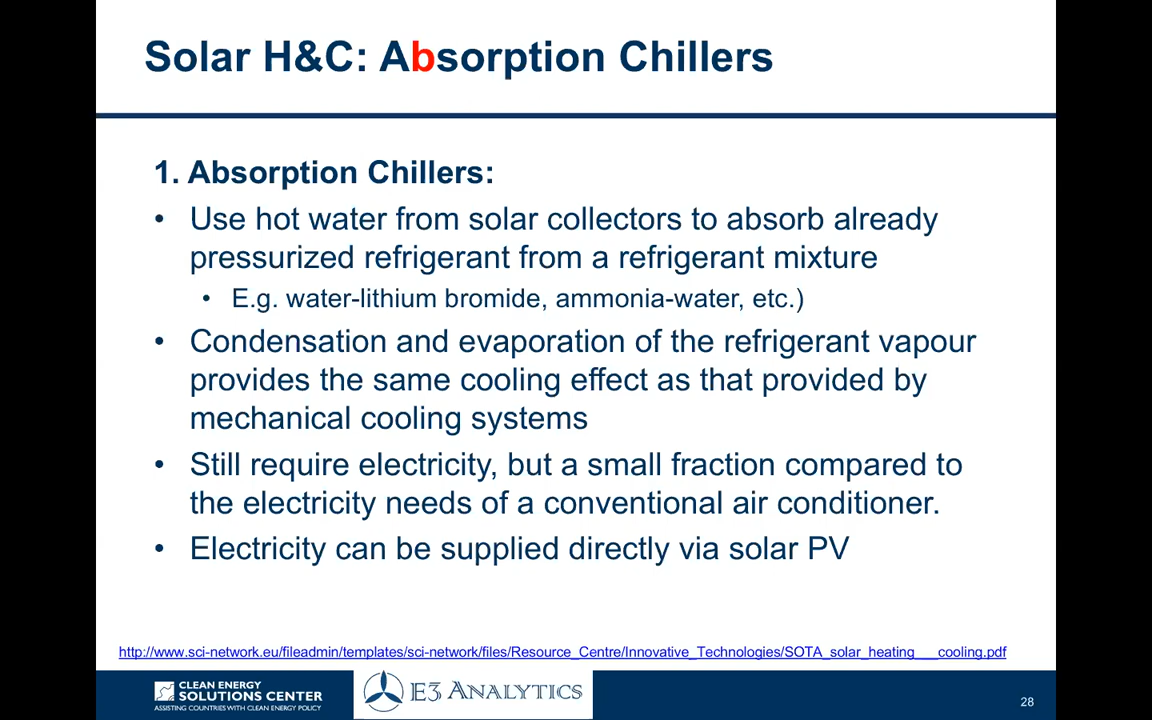 Solar H&C: Absorption Chillers
1. Absorption Chillers:
• Use hot water from solar collectors to absorb already
pressurized refrigerant from a refrigerant mixture
• E.g. water-lithium bromide, ammonia-water, etc.)
• Condensation and evaporation of the refrigerant vapour
provides the same cooling effect as that provided by
mechanical cooling systems
• Still require electricity, but a small fraction compared to
the electricity needs of a conventional air conditioner.
• Electricity can be supplied directly via solar PV
http://www.sci-network.eu/fileadmin/templates/sci-network/files/Resource_Centre/Innovative_Technologies/SOTA_solar_heating___cooling.pdf
CLEAN ENERGY
SOLUTIONS CENTER
ASSISTING COUNTRIES WITH CLEAN ENERGY POLICY
E3 ANALYTICS
28